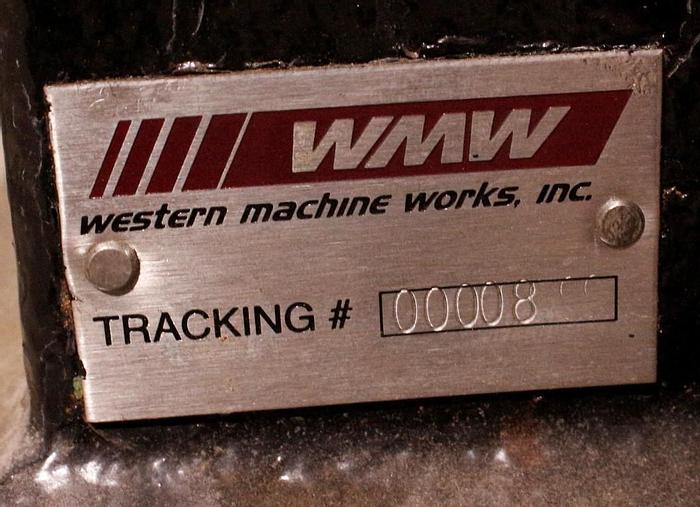 WMW
western machine works, inc.
TRACKING # 00008